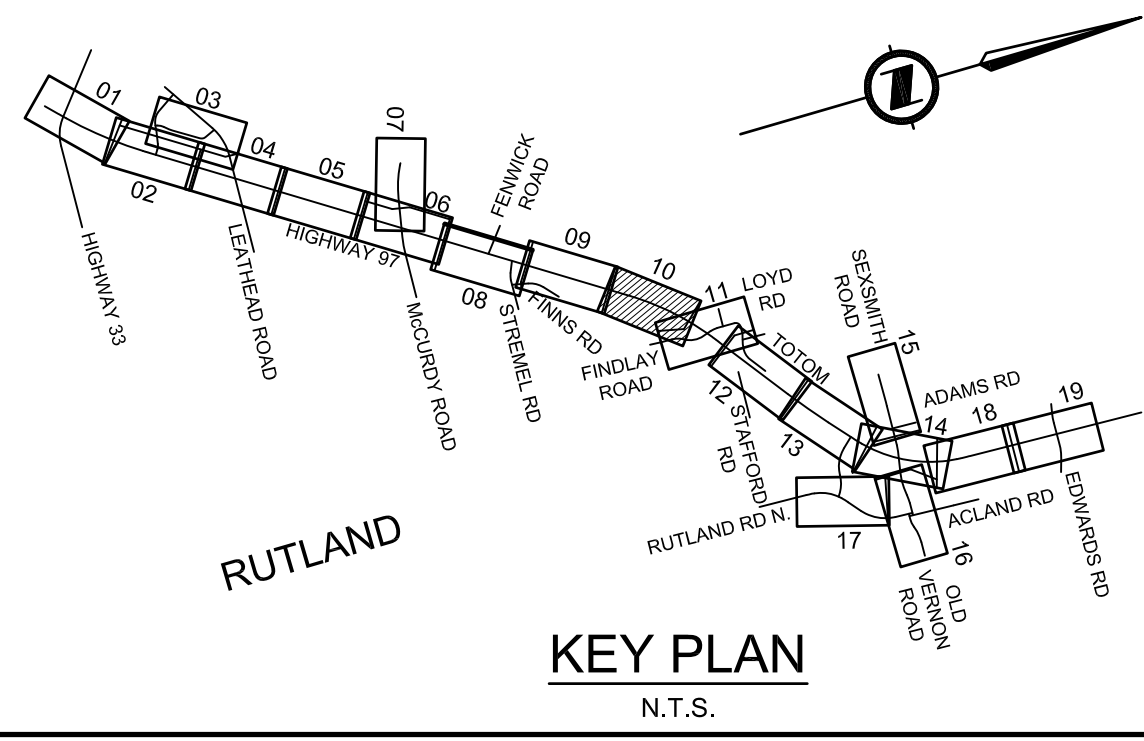 01
02
03
04
05
06
07
08
09
10
11
12
13
14
15
16
17
18
19
HIGHWAY 33
LEATHEAD ROAD
HIGHWAY 97
McCURDY ROAD
FENWICK
ROAD
STREMEL RD
FINNS RD
FINDLAY
ROAD
LOYD
RD
TOTOM
STAFFORD
RD
SEXSMITH
ROAD
ADAMS RD
RUTLAND RD N.
ACLAND RD
OLD
VERNON
ROAD
EDWARDS RD
RUTLAND
KEY PLAN
N.T.S.
N